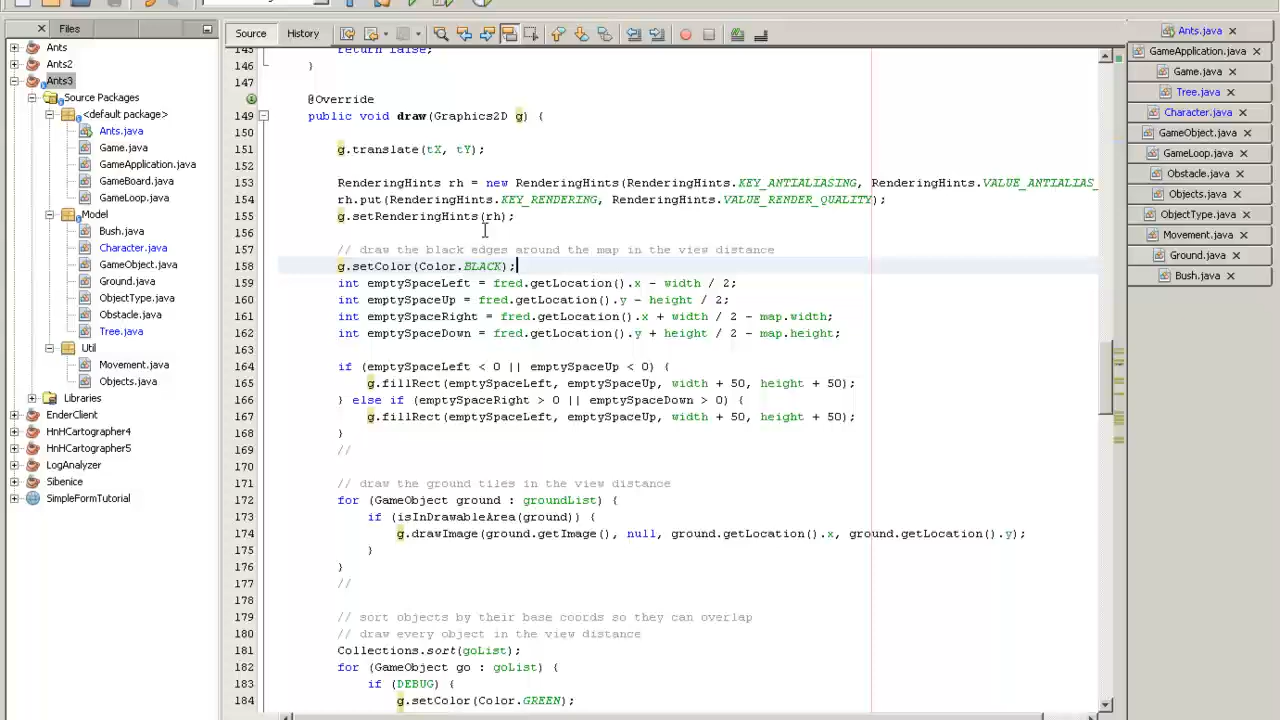 Files
Source History
Ants
Ants2
Ants3
Source Packages
<default package>
Ants.java
Game.java
GameApplication.java
GameBoard.java
GameLoop.java
Model
Bush.java
Character.java
GameObject.java
Ground.java
ObjectType.java
Obstacle.java
Tree.java
Util
Movement.java
Objects.java
Libraries
EnderClient
HnHCartographer4
HnHCartographer5
LogAnalyzer
Sibenice
SimpleFormTutorial
145 return false;
146 }
147
@Override
149 public void draw(Graphics2D g) {
150
151 g.translate(tX, tY);
152
153 RenderingHints rh = new RenderingHints(RenderingHints.KEY_ANTIALIASING, RenderingHints.VALUE_ANTIALIAS_
154 rh.put(RenderingHints.KEY_RENDERING, RenderingHints.VALUE_RENDER_QUALITY);
155 g.setRenderingHints(rh);
156
157 // draw the black edges around the map in the view distance
158 g.setColor(Color.BLACK);
159 int emptySpaceLeft = fred.getLocation().x - width / 2;
160 int emptySpaceUp = fred.getLocation().y - height / 2;
161 int emptySpaceRight = fred.getLocation().x + width / 2 - map.width;
162 int emptySpaceDown = fred.getLocation().y + height / 2 - map.height;
163
164 if (emptySpaceLeft < 0 || emptySpaceUp < 0) {
165 g.fillRect(emptySpaceLeft, emptySpaceUp, width + 50, height + 50);
166 } else if (emptySpaceRight > 0 || emptySpaceDown > 0) {
167 g.fillRect(emptySpaceLeft, emptySpaceUp, width + 50, height + 50);
168 }
169 //
170
171 // draw the ground tiles in the view distance
172 for (GameObject ground : groundList) {
173 if (isInDrawableArea(ground)) {
174 g.drawImage(ground.getImage(), null, ground.getLocation().x, ground.getLocation().y);
175 }
176 }
177 //
178
179 // sort objects by their base coords so they can overlap
180 // draw every object in the view distance
181 Collections.sort(goList);
182 for (GameObject go : goList) {
183 if (DEBUG) {
184 g.setColor(Color.GREEN);
Ants.java
GameApplication.java
Game.java
Tree.java
Character.java
GameObject.java
GameLoop.java
Obstacle.java
Objects.java
ObjectType.java
Movement.java
Ground.java
Bush.java